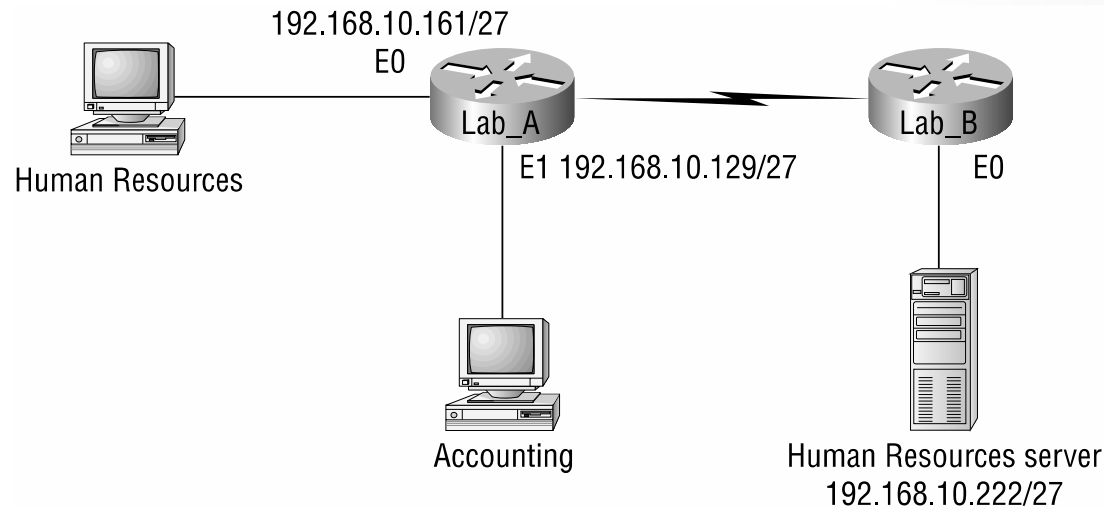 192.168.10.161/27
E0
Lab_A
Lab_B
Human Resources
E1 192.168.10.129/27
E0
Accounting
Human Resources server
192.168.10.222/27